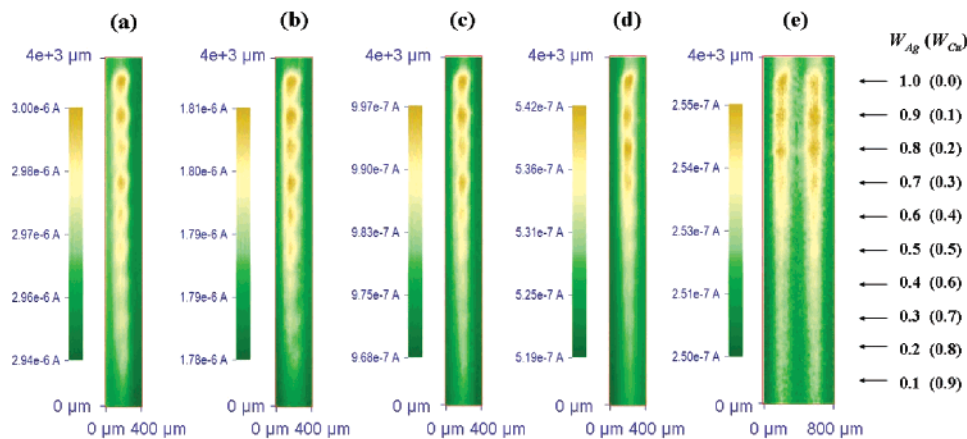 (a) (b) (c) (d) (e)
W_Ag (W_Cu)
4e+3 µm 4e+3 µm 4e+3 µm 4e+3 µm 4e+3 µm
1.0 (0.0)
3.00e-6 A 1.81e-6 A 9.97e-7 A 5.42e-7 A 2.55e-7 A
0.9 (0.1)
0.8 (0.2)
2.98e-6 A 1.80e-6 A 9.90e-7 A 5.36e-7 A 2.54e-7 A
0.7 (0.3)
0.6 (0.4)
2.97e-6 A 1.79e-6 A 9.83e-7 A 5.31e-7 A 2.53e-7 A
0.5 (0.5)
0.4 (0.6)
2.96e-6 A 1.79e-6 A 9.75e-7 A 5.25e-7 A 2.51e-7 A
0.3 (0.7)
0.2 (0.8)
2.94e-6 A 1.78e-6 A 9.68e-7 A 5.19e-7 A 2.50e-7 A
0.1 (0.9)
0 µm 0 µm 0 µm 0 µm 0 µm
0 µm 400 µm 0 µm 400 µm 0 µm 400 µm 0 µm 400 µm 0 µm 800 µm